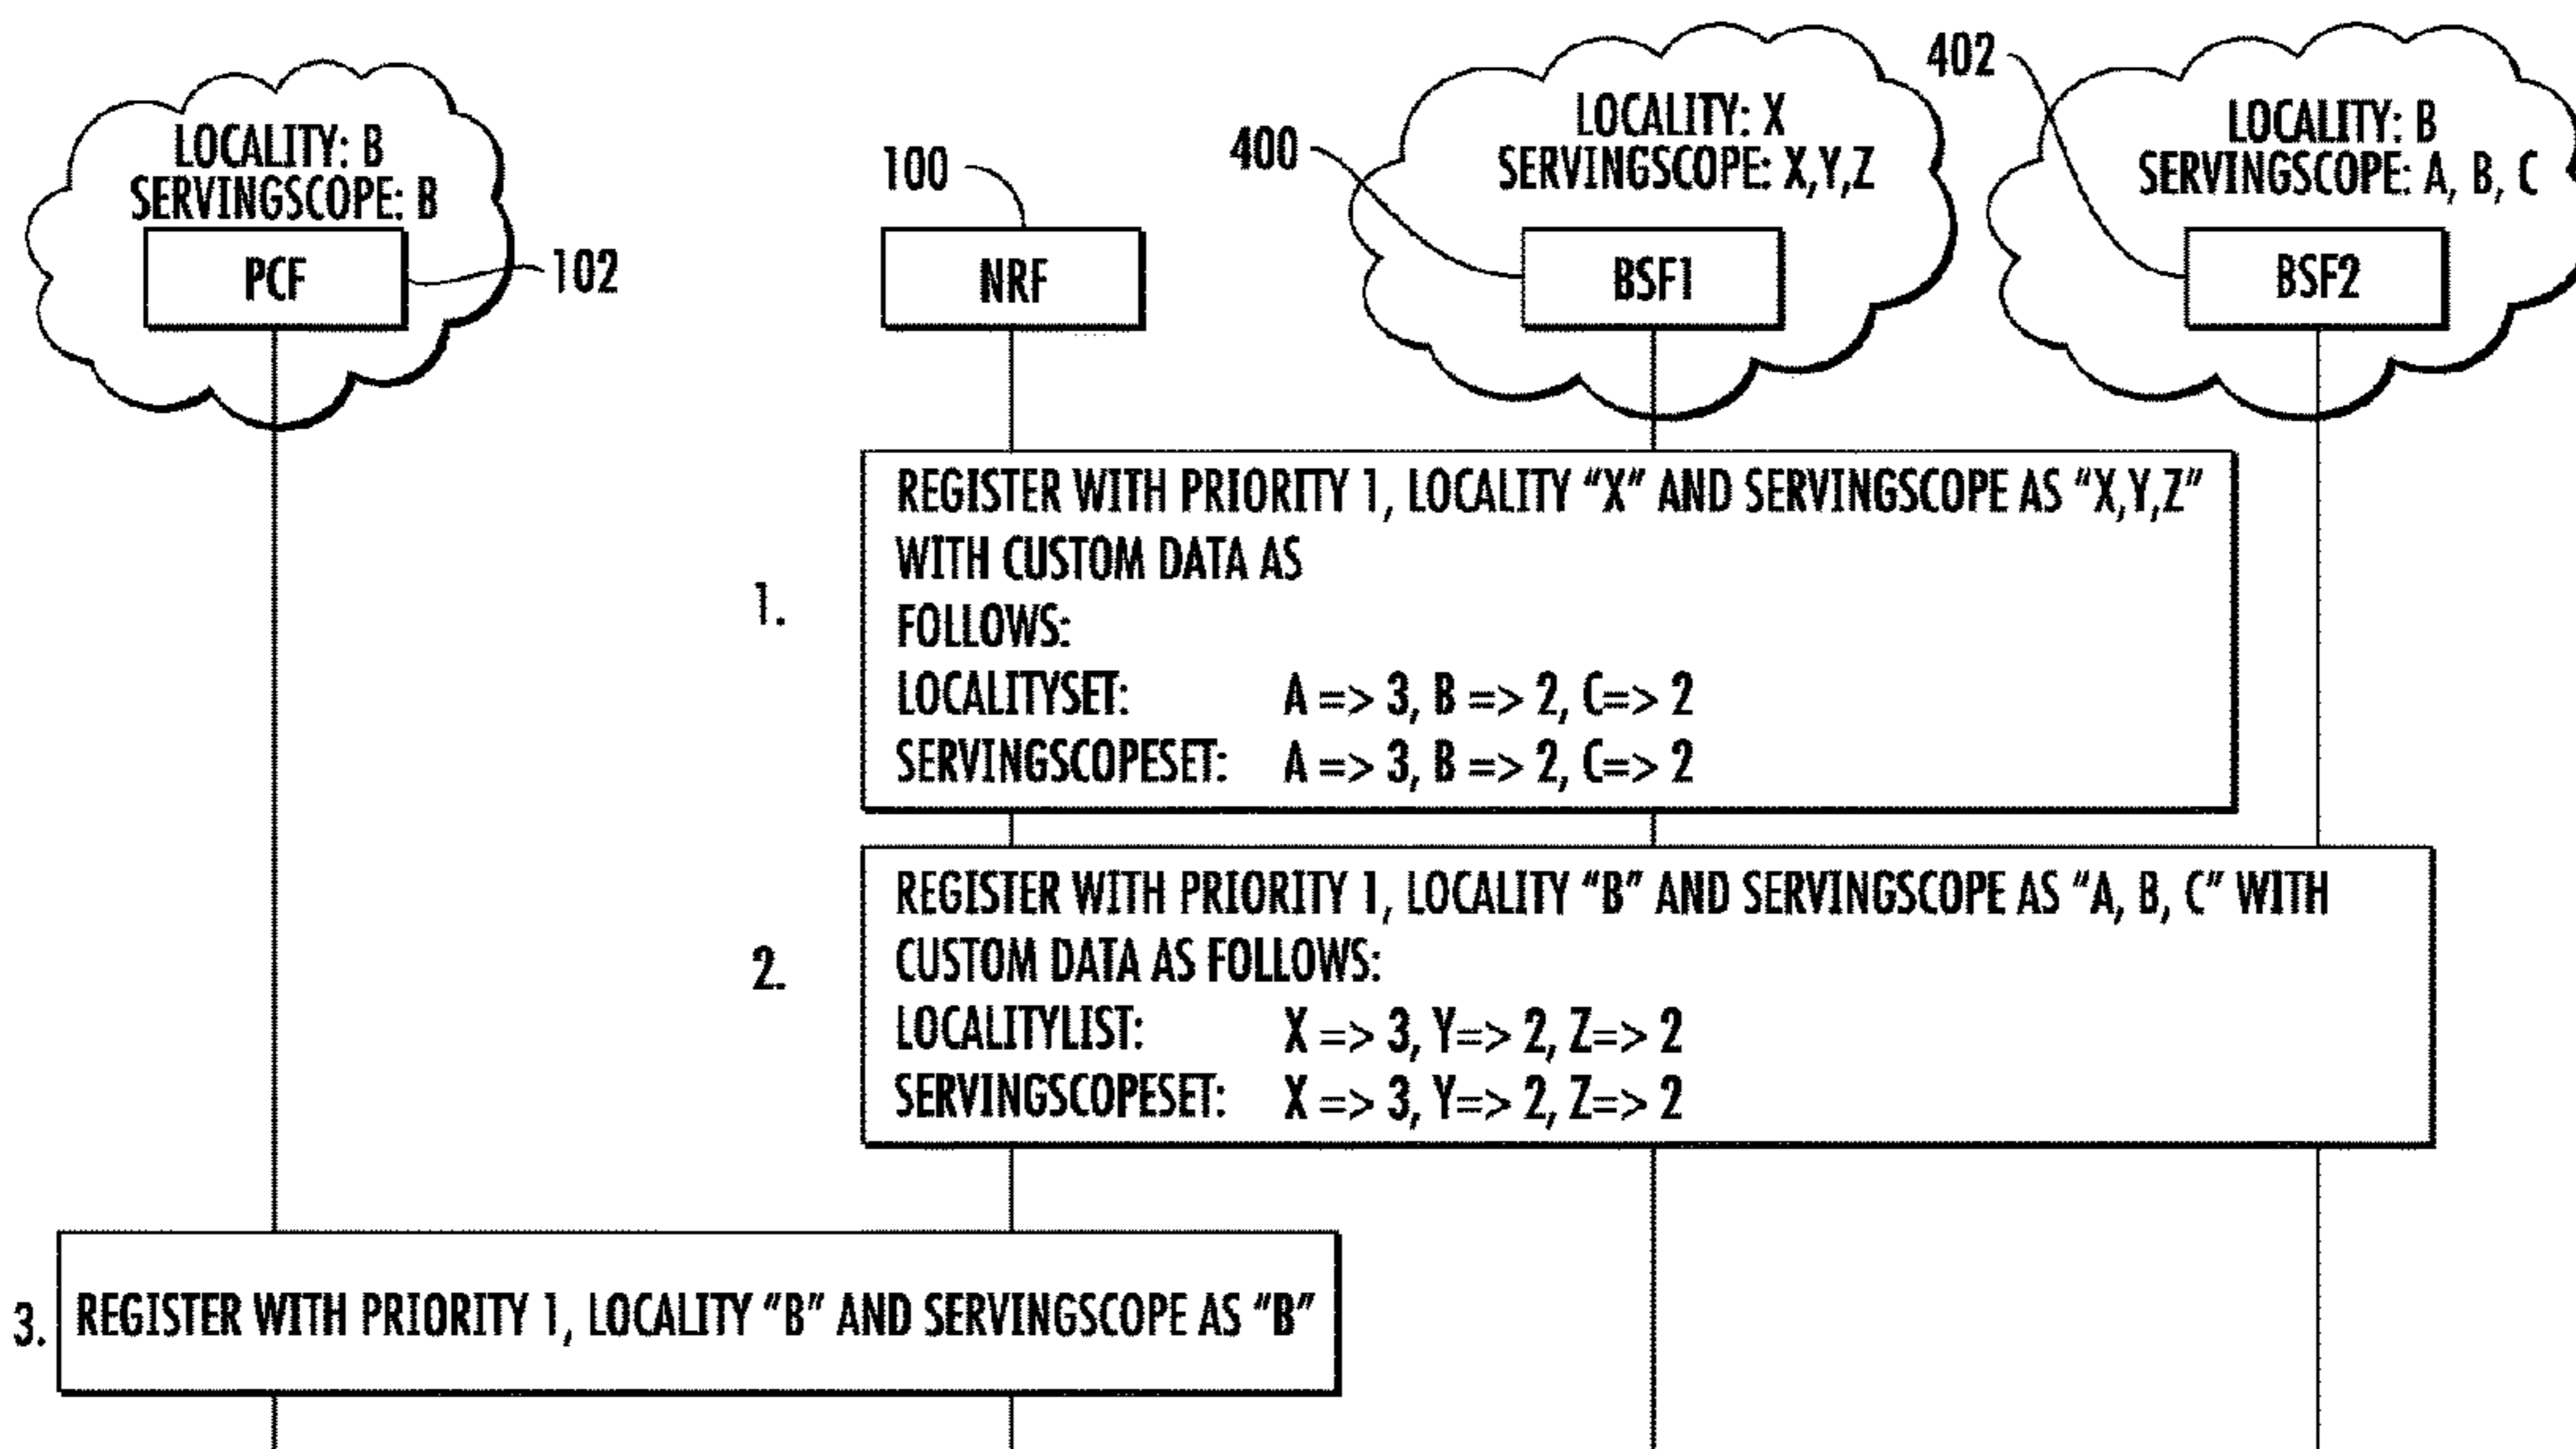 LOCALITY: B
SERVINGSCOPE: B
PCF
102
100
NRF
400
LOCALITY: X
SERVINGSCOPE: X,Y,Z
BSF1
402
LOCALITY: B
SERVINGSCOPE: A, B, C
BSF2
1.
REGISTER WITH PRIORITY 1, LOCALITY “X” AND SERVINGSCOPE AS “X,Y,Z”
WITH CUSTOM DATA AS
FOLLOWS:
LOCALITYSET: A => 3, B => 2, C=> 2
SERVINGSCOPESET: A => 3, B => 2, C=> 2
2.
REGISTER WITH PRIORITY 1, LOCALITY “B” AND SERVINGSCOPE AS “A, B, C” WITH
CUSTOM DATA AS FOLLOWS:
LOCALITYLIST: X => 3, Y=> 2, Z=> 2
SERVINGSCOPESET: X => 3, Y=> 2, Z=> 2
3.
REGISTER WITH PRIORITY 1, LOCALITY “B” AND SERVINGSCOPE AS “B”